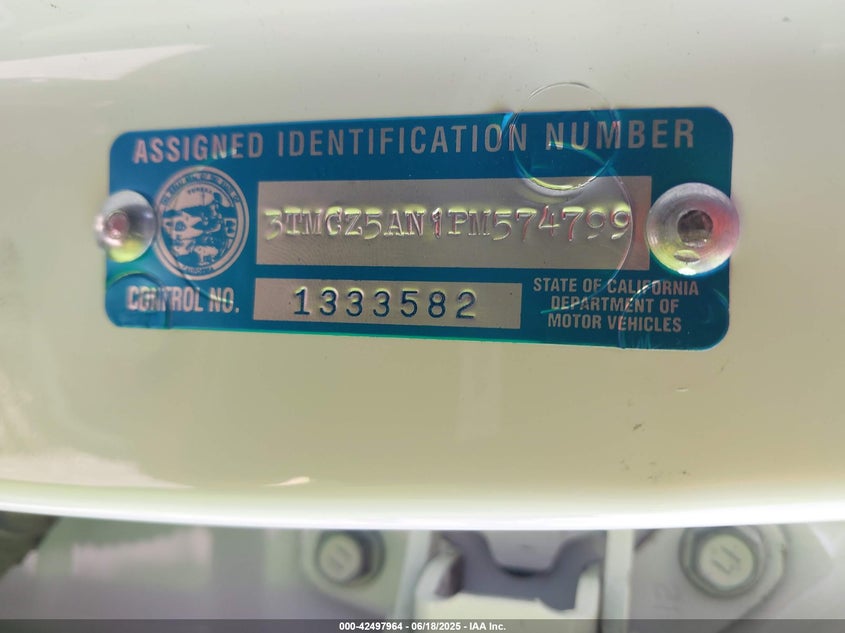 ASSIGNED IDENTIFICATION NUMBER
3TMCZ5AN1PM574799
CONTROL NO.
1333582
STATE OF CALIFORNIA
DEPARTMENT OF
MOTOR VEHICLES
000-42497964 - 06/18/2025 - IAA Inc.